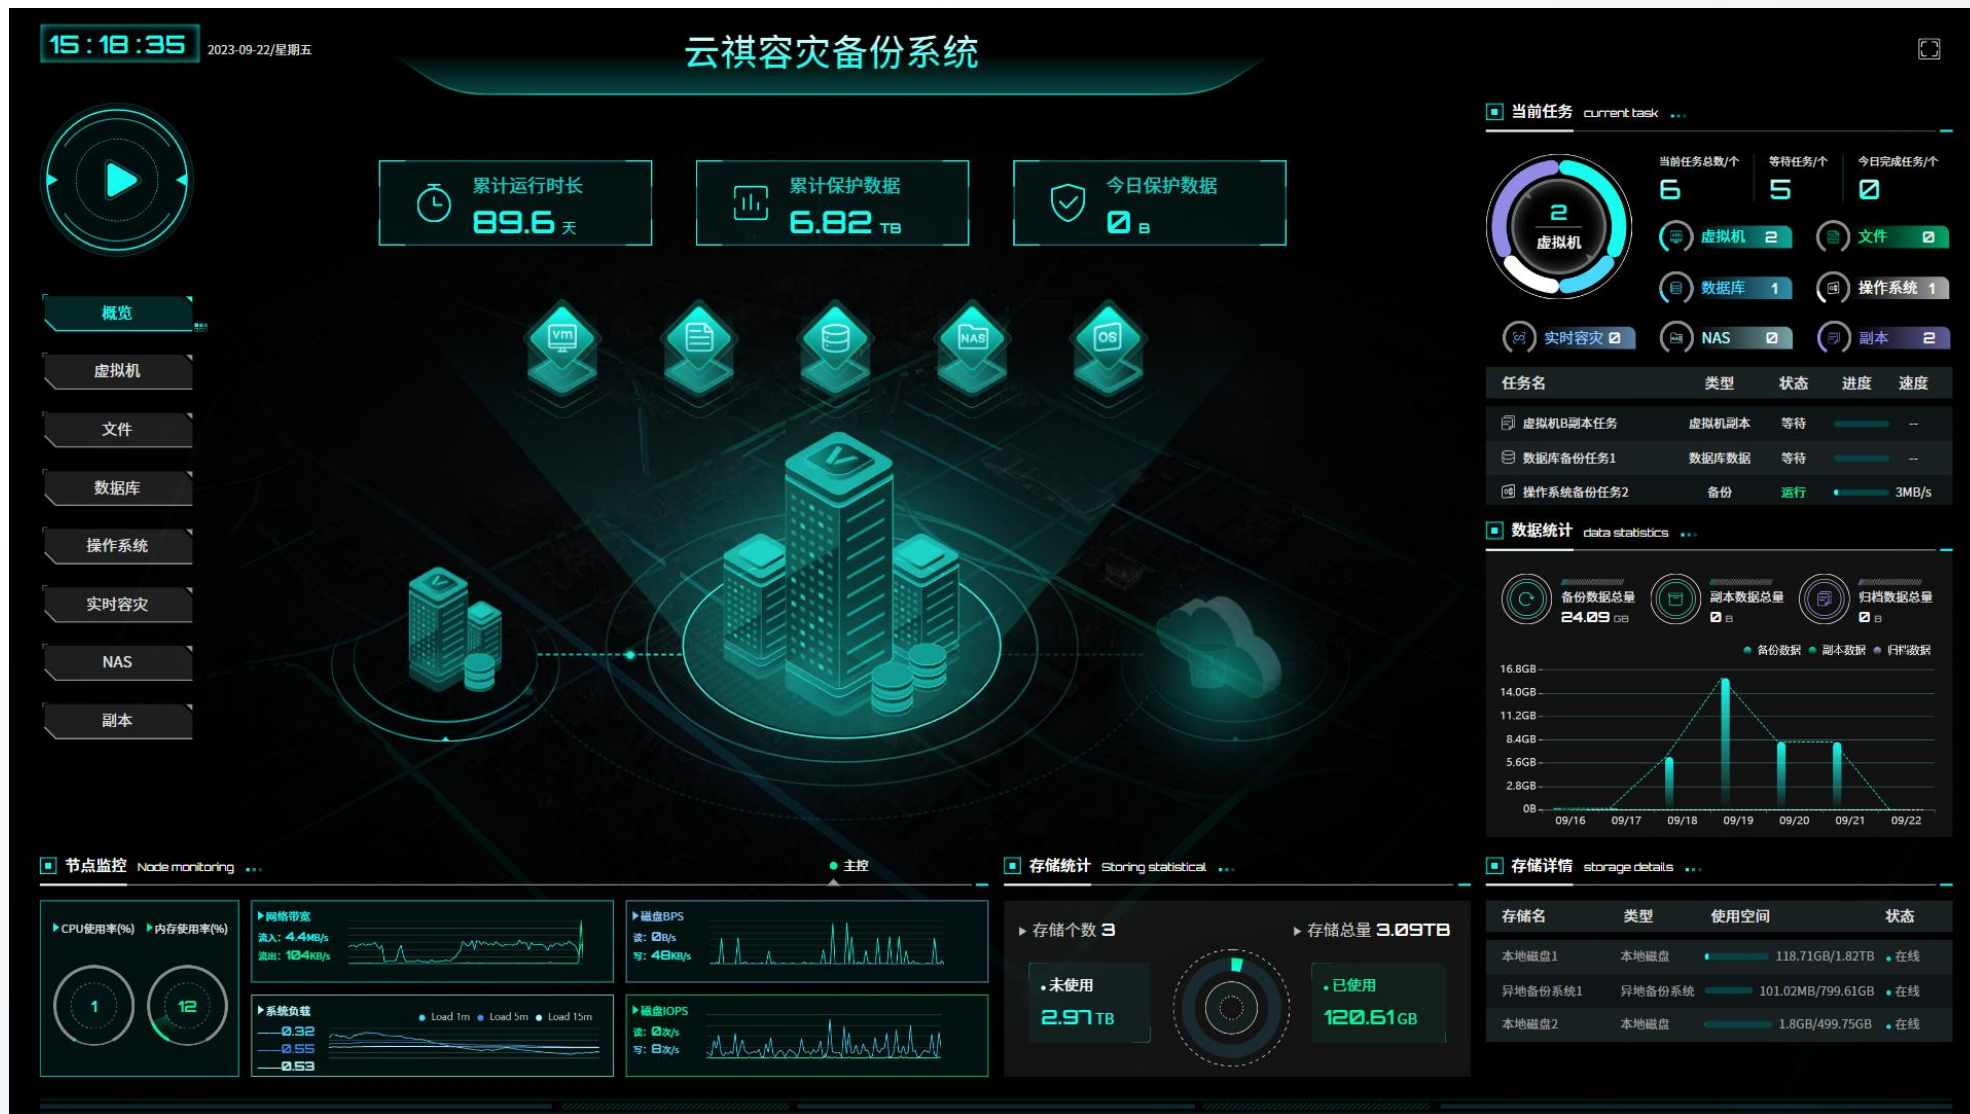 15:18:35 2023-09-22/星期五
云祺容灾备份系统
累计运行时长
89.6 天
累计保护数据
6.82 TB
今日保护数据
0 B
概览
虚拟机
文件
数据库
操作系统
实时容灾
NAS
副本
vm
NAS
OS
当前任务 current task
当前任务总数/个 等待任务/个 今日完成任务/个
6 5 0
2
虚拟机
虚拟机 2 文件 0
数据库 1 操作系统 1
实时容灾 0 NAS 0 副本 2
任务名 类型 状态 进度 速度
虚拟机B副本任务 虚拟机副本 等待 --
数据库备份任务1 数据库数据 等待 --
操作系统备份任务2 备份 运行 3MB/s
数据统计 data statistics
备份数据总量 副本数据总量 归档数据总量
24.09 GB 0 B 0 B
备份数据 副本数据 归档数据
16.8GB
14.0GB
11.2GB
8.4GB
5.6GB
2.8GB
0B
09/16 09/17 09/18 09/19 09/20 09/21 09/22
节点监控 Node monitoring
主控
CPU使用率(%) 内存使用率(%)
1 12
网络带宽
流入: 4.4MB/s
流出: 104KB/s
系统负载
Load 1m Load 5m Load 15m
0.32
0.55
0.53
磁盘BPS
读: 0B/s
写: 48KB/s
磁盘IOPS
读: 0次/s
写: 8次/s
存储统计 Storing statistical
存储个数 3 存储总量 3.09TB
未使用
2.97 TB
已使用
120.61 GB
存储详情 storage details
存储名 类型 使用空间 状态
本地磁盘1 本地磁盘 118.71GB/1.82TB 在线
异地备份系统1 异地备份系统 101.02MB/799.61GB 在线
本地磁盘2 本地磁盘 1.8GB/499.75GB 在线